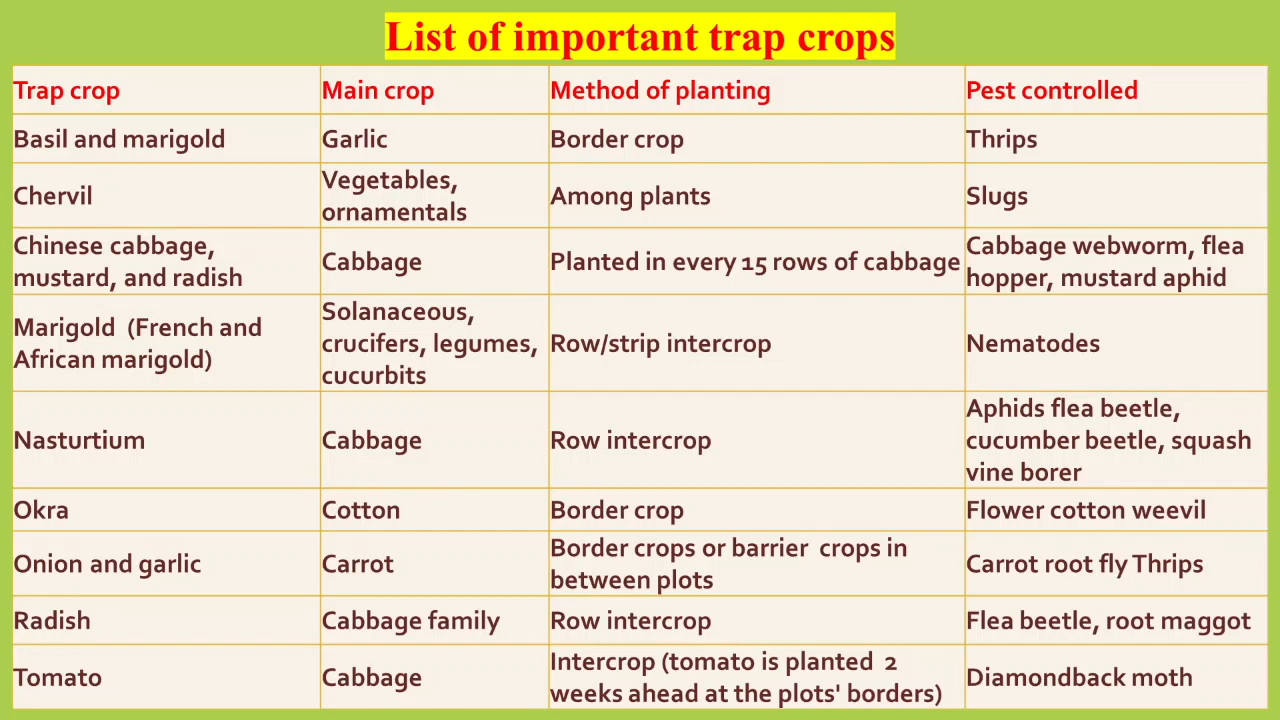 List of important trap crops
Trap crop Main crop Method of planting Pest controlled
Basil and marigold Garlic Border crop Thrips
Chervil Vegetables, ornamentals Among plants Slugs
Chinese cabbage, mustard, and radish Cabbage Planted in every 15 rows of cabbage Cabbage webworm, flea hopper, mustard aphid
Marigold (French and African marigold) Solanaceous, crucifers, legumes, cucurbits Row/strip intercrop Nematodes
Nasturtium Cabbage Row intercrop Aphids flea beetle, cucumber beetle, squash vine borer
Okra Cotton Border crop Flower cotton weevil
Onion and garlic Carrot Border crops or barrier crops in between plots Carrot root fly Thrips
Radish Cabbage family Row intercrop Flea beetle, root maggot
Tomato Cabbage Intercrop (tomato is planted 2 weeks ahead at the plots' borders) Diamondback moth